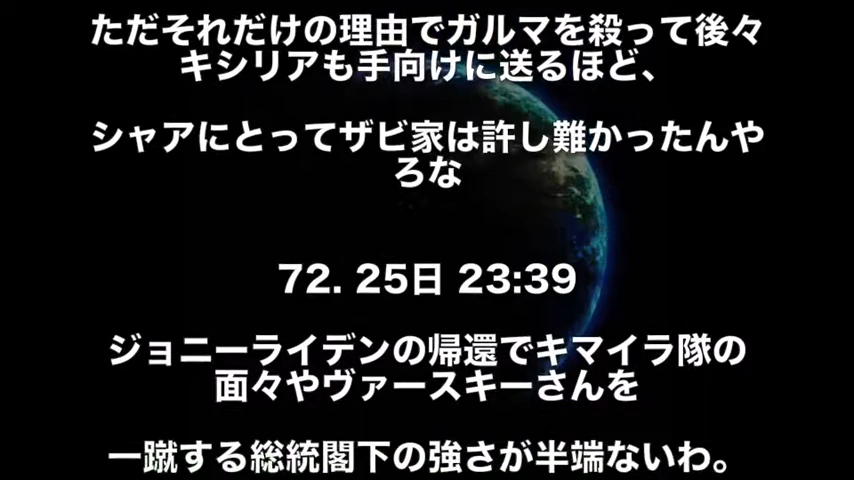 ただそれだけの理由でガルマを殺って後々
キシリアも手向けに送るほど、
シャアにとってザビ家は許し難かったんや
ろな
72. 25日 23:39
ジョニーライデンの帰還でキマイラ隊の
面々やヴァースキーさんを
一蹴する総統閣下の強さが半端ないわ。